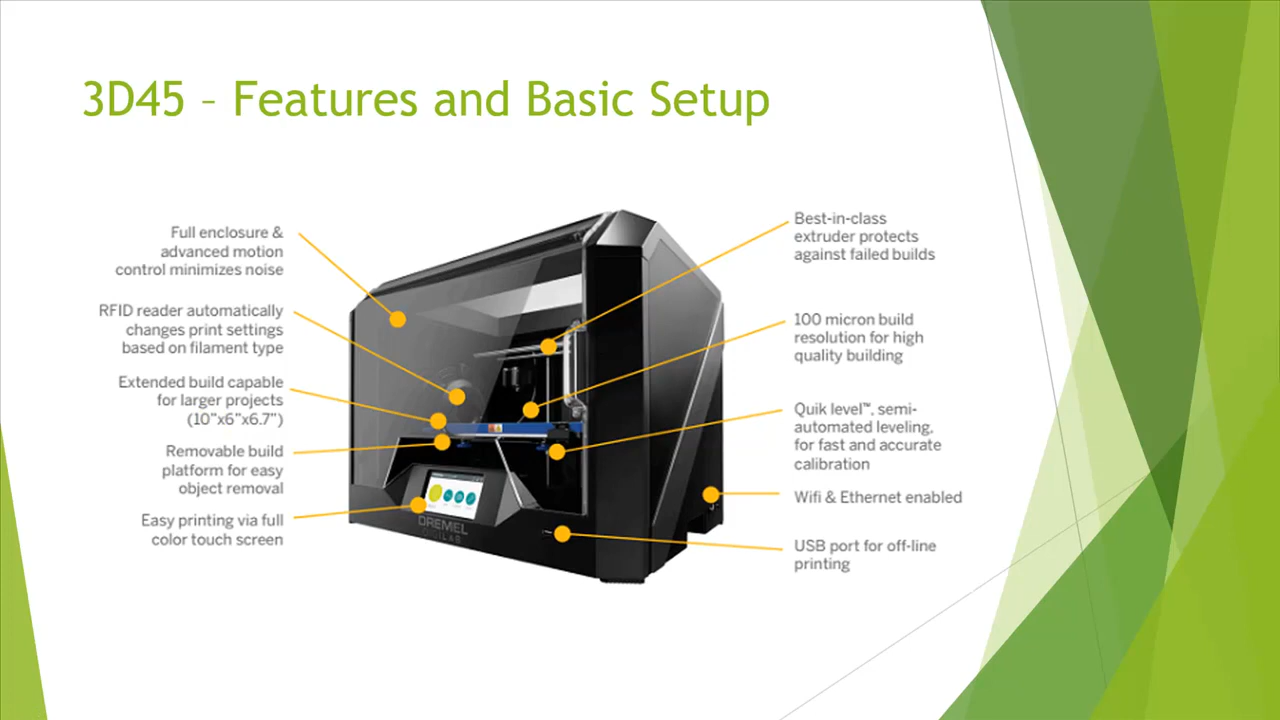 3D45 – Features and Basic Setup
Full enclosure &
advanced motion
control minimizes noise
RFID reader automatically
changes print settings
based on filament type
Extended build capable
for larger projects
(10"x6"x6.7")
Removable build
platform for easy
object removal
Easy printing via full
color touch screen
Best-in-class
extruder protects
against failed builds
100 micron build
resolution for high
quality building
Quik level™, semi-
automated leveling,
for fast and accurate
calibration
Wifi & Ethernet enabled
USB port for off-line
printing
DREMEL
DIGILAB